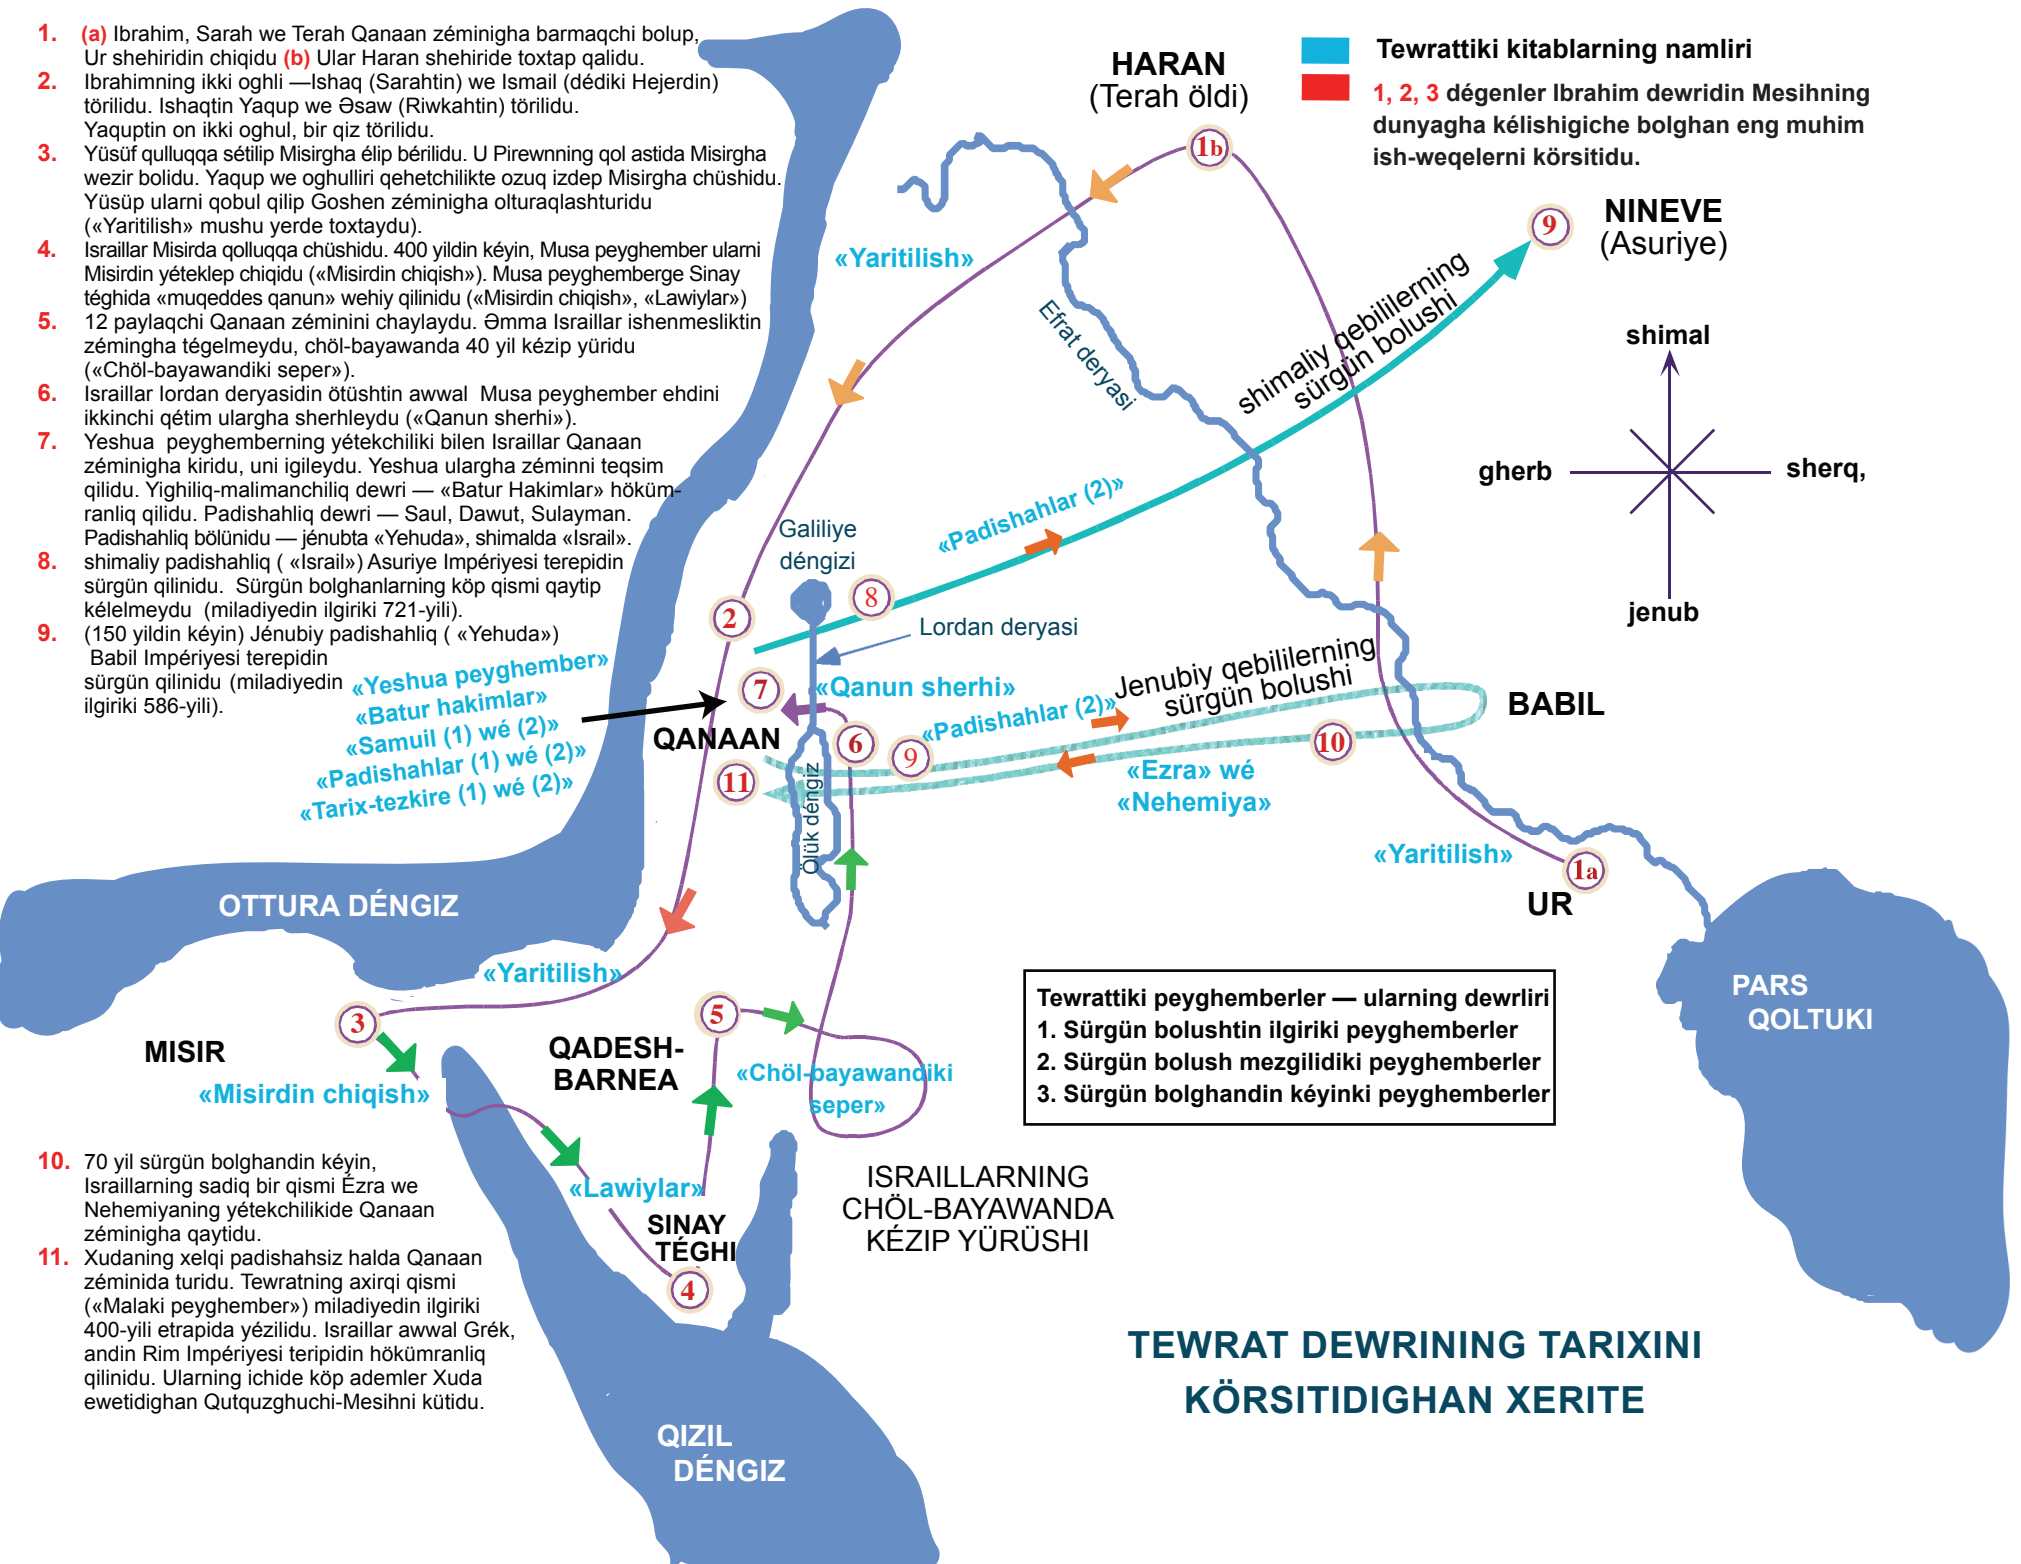 1. (a) Ibrahim, Sarah we Terah Qanaan zéminigha barmaqchi bolup,
Ur shehiridin chiqidu (b) Ular Haran shehiride toxtap qalidu.
2. Ibrahimning ikki oghli —Ishaq (Sarahtin) we Ismail (dédiki Hejerdin)
törilidu. Ishaqtin Yaqup we Əsaw (Riwkahtin) törilidu.
Yaquptin on ikki oghul, bir qiz törilidu.
3. Yüsüf qulluqqa sétilip Misirgha élip bérilidu. U Pirewnning qol astida Misirgha
wezir bolidu. Yaqup we oghulliri qehetchilikte ozuq izdep Misirgha chüshidu.
Yüsüp ularni qobul qilip Goshen zéminigha olturaqlashturidu
(«Yaritilish» mushu yerde toxtaydu).
4. Israillar Misirda qolluqqa chüshidu. 400 yildin kéyin, Musa peyghember ularni
Misirdin yéteklep chiqidu («Misirdin chiqish»). Musa peyghemberge Sinay
téghida «muqeddes qanun» wehiy qilinidu («Misirdin chiqish», «Lawiylar»)
5. 12 paylaqchi Qanaan zéminini chaylaydu. Əmma Israillar ishenmesliktin
zémingha tégelmeydu, chöl-bayawanda 40 yil kézip yüridu
(«Chöl-bayawandiki seper»).
6. Israillar Iordan deryasidin ötüshtin awwal Musa peyghember ehdini
ikkinchi qétim ulargha sherhleydu («Qanun sherhi»).
7. Yeshua peyghemberning yétekchiliki bilen Israillar Qanaan
zéminigha kiridu, uni igileydu. Yeshua ulargha zéminni teqsim
qilidu. Yighiliq-malimanchiliq dewri — «Batur Hakimlar» höküm-
ranliq qilidu. Padishahliq dewri — Saul, Dawut, Sulayman.
Padishahliq bölünidu — jénubta «Yehuda», shimalda «Israil».
8. shimaliy padishahliq ( «Israil») Asuriye Impériyesi terepidin
sürgün qilinidu. Sürgün bolghanlarning köp qismi qaytip
kélelmeydu (miladiyedin ilgiriki 721-yili).
9. (150 yildin kéyin) Jénubiy padishahliq ( «Yehuda»)
Babil Impériyesi terepidin
sürgün qilinidu (miladiyedin
ilgiriki 586-yili).
«Yeshua peyghember»
«Batur hakimlar»
«Samuil (1) wé (2)»
«Padishahlar (1) wé (2)»
«Tarix-tezkire (1) wé (2)»
HARAN
(Terah öldi)
1b
Tewrattiki kitablarning namliri
1, 2, 3 dégenler Ibrahim dewridin Mesihning
dunyagha kélishigiche bolghan eng muhim
ish-weqelerni körsitidu.
NINEVE
(Asuriye)
9
«Yaritilish»
Efrat deryasi
shimaliy qebililerning
sürgün bolushi
shimal
gherb
sherq,
jenub
«Padishahlar (2)»
Galiliye
déngizi
8
2
Lordan deryasi
7
«Qanun sherhi»
Jenubiy qebililerning
sürgün bolushi
BABIL
«Padishahlar (2)»
QANAAN
6
9
10
11
Ölük déngiz
«Ezra» wé
«Nehemiya»
«Yaritilish»
1a
UR
OTTURA DÉNGIZ
«Yaritilish»
3
MISIR
«Misirdin chiqish»
5
QADESH-
BARNEA
«Chöl-bayawandiki
seper»
Tewrattiki peyghemberler — ularning dewrliri
1. Sürgün bolushtin ilgiriki peyghemberler
2. Sürgün bolush mezgilidiki peyghemberler
3. Sürgün bolghandin kéyinki peyghemberler
PARS
QOLTUKI
«Lawiylar»
SINAY
TÉGHI
4
ISRAILLARNING
CHÖL-BAYAWANDA
KÉZIP YÜRÜSHI
10. 70 yil sürgün bolghandin kéyin,
Israillarning sadiq bir qismi Ézra we
Nehemiyaning yétekchilikide Qanaan
zéminigha qaytidu.
11. Xudaning xelqi padishahsiz halda Qanaan
zéminida turidu. Tewratning axirqi qismi
(«Malaki peyghember») miladiyedin ilgiriki
400-yili etrapida yézilidu. Israillar awwal Grék,
andin Rim Impériyesi teripidin hökümranliq
qilinidu. Ularning ichide köp ademler Xuda
ewetidighan Qutquzghuchi-Mesihni kütidu.
QIZIL
DÉNGIZ
TEWRAT DEWRINING TARIXINI
KÖRSITIDIGHAN XERITE